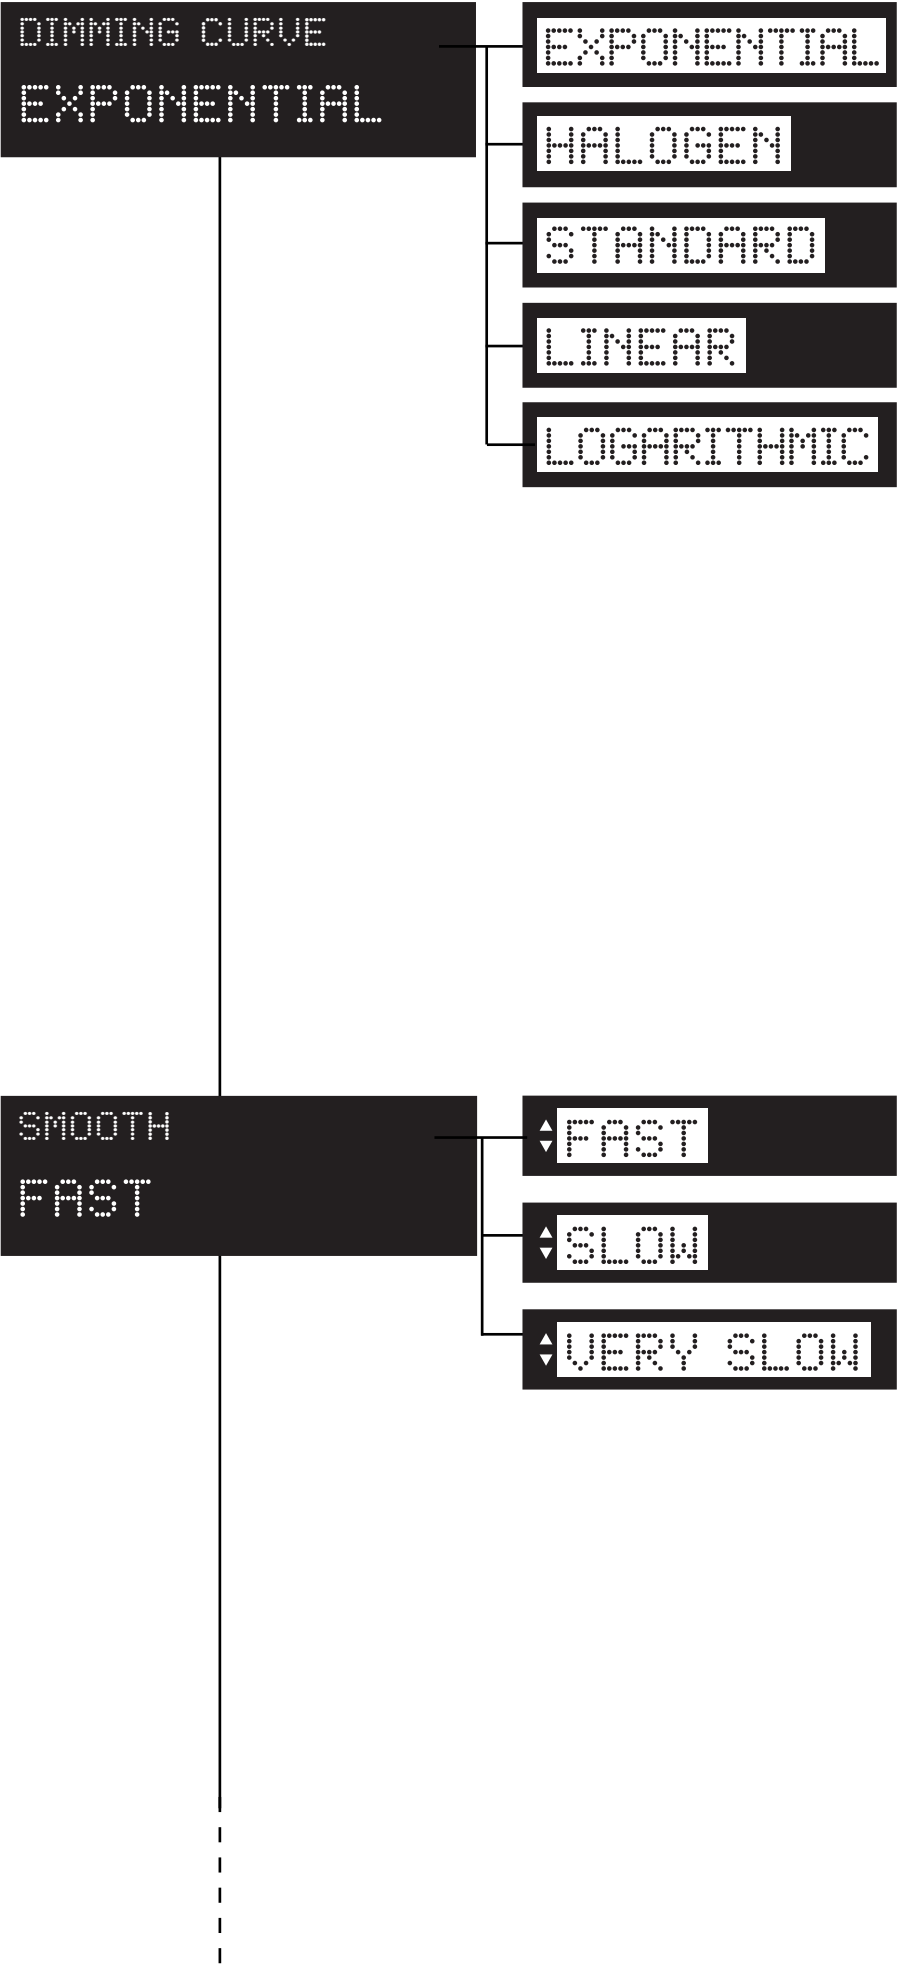 DIMMING CURVE
EXPONENTIAL
EXPONENTIAL
HALOGEN
STANDARD
LINEAR
LOGARITHMIC
SMOOTH
FAST
FAST
SLOW
VERY SLOW